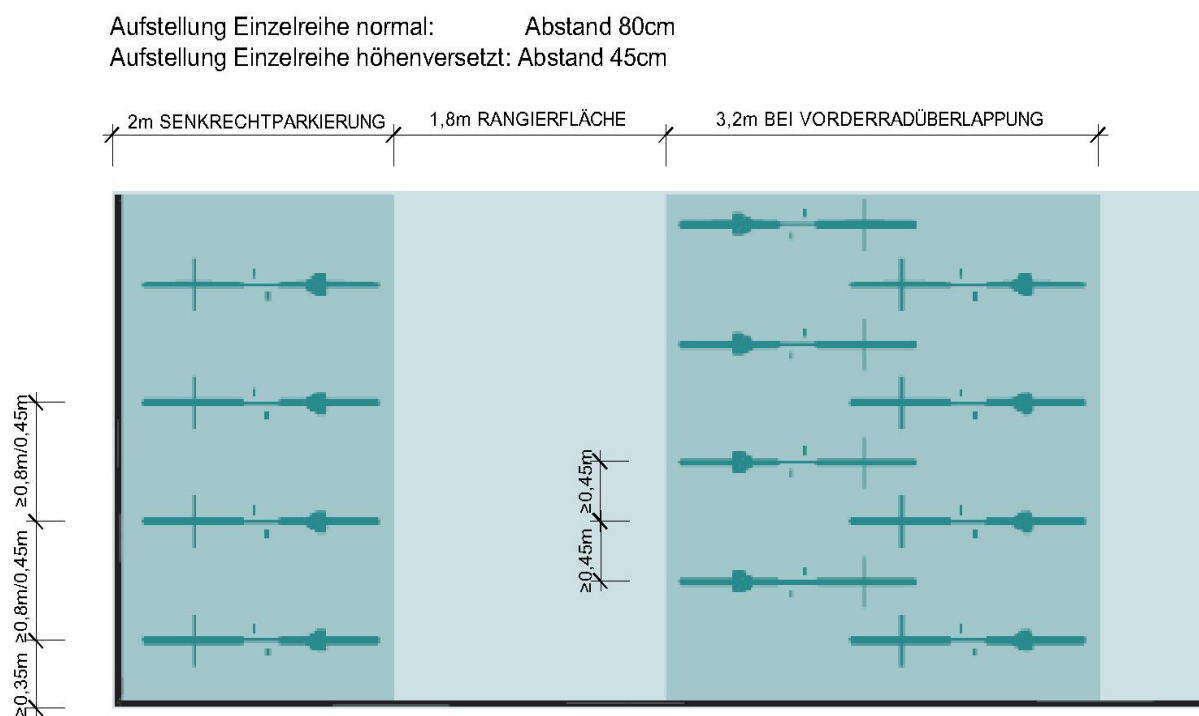 Aufstellung Einzelreihe normal: Abstand 80cm
Aufstellung Einzelreihe höhenversetzt: Abstand 45cm
2m SENKRECHTPARKIERUNG
1,8m RANGIERFLÄCHE
3,2m BEI VORDERRADÜBERLAPPUNG
≥0,8m/0,45m
≥0,8m/0,45m
≥0,35m
≥0,45m
≥0,45m